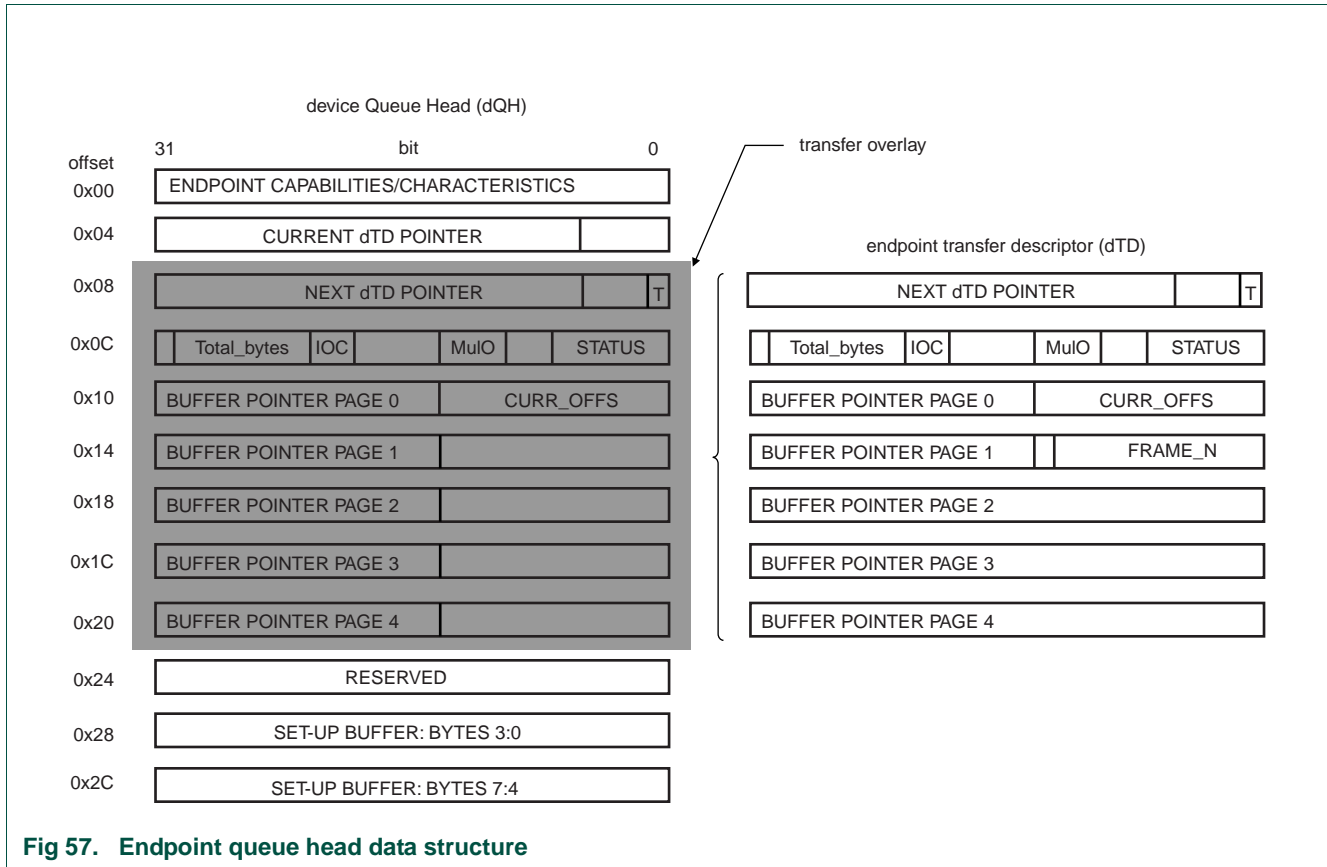 device Queue Head (dQH)
31 bit 0
transfer overlay
offset
0x00 ENDPOINT CAPABILITIES/CHARACTERISTICS
0x04 CURRENT dTD POINTER
endpoint transfer descriptor (dTD)
0x08 NEXT dTD POINTER T NEXT dTD POINTER T
0x0C Total_bytes IOC MulO STATUS Total_bytes IOC MulO STATUS
0x10 BUFFER POINTER PAGE 0 CURR_OFFS BUFFER POINTER PAGE 0 CURR_OFFS
0x14 BUFFER POINTER PAGE 1 BUFFER POINTER PAGE 1 FRAME_N
0x18 BUFFER POINTER PAGE 2 BUFFER POINTER PAGE 2
0x1C BUFFER POINTER PAGE 3 BUFFER POINTER PAGE 3
0x20 BUFFER POINTER PAGE 4 BUFFER POINTER PAGE 4
0x24 RESERVED
0x28 SET-UP BUFFER: BYTES 3:0
0x2C SET-UP BUFFER: BYTES 7:4
Fig 57. Endpoint queue head data structure